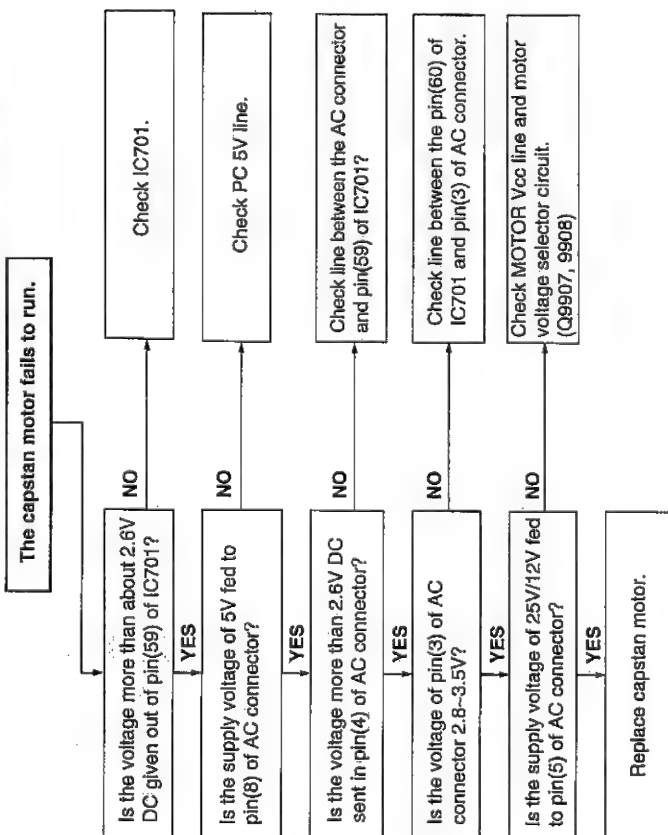 The capstan motor fails to run.
Is the voltage more than about 2.6V
DC given out of pin(59) of IC701?
NO
Check IC701.
YES
Is the supply voltage of 5V fed to
pin(8) of AC connector?
NO
Check PC 5V line.
YES
Is the voltage more than 2.6V DC
sent in pin(4) of AC connector?
NO
Check line between the AC connector
and pin(59) of IC701?
YES
Is the voltage of pin(3) of AC
connector 2.8~3.5V?
NO
Check line between the pin(60) of
IC701 and pin(3) of AC connector.
YES
Is the supply voltage of 25V/12V fed
to pin(5) of AC connector?
NO
Check MOTOR Vcc line and motor
voltage selector circuit.
(Q9907, 9908)
YES
Replace capstan motor.